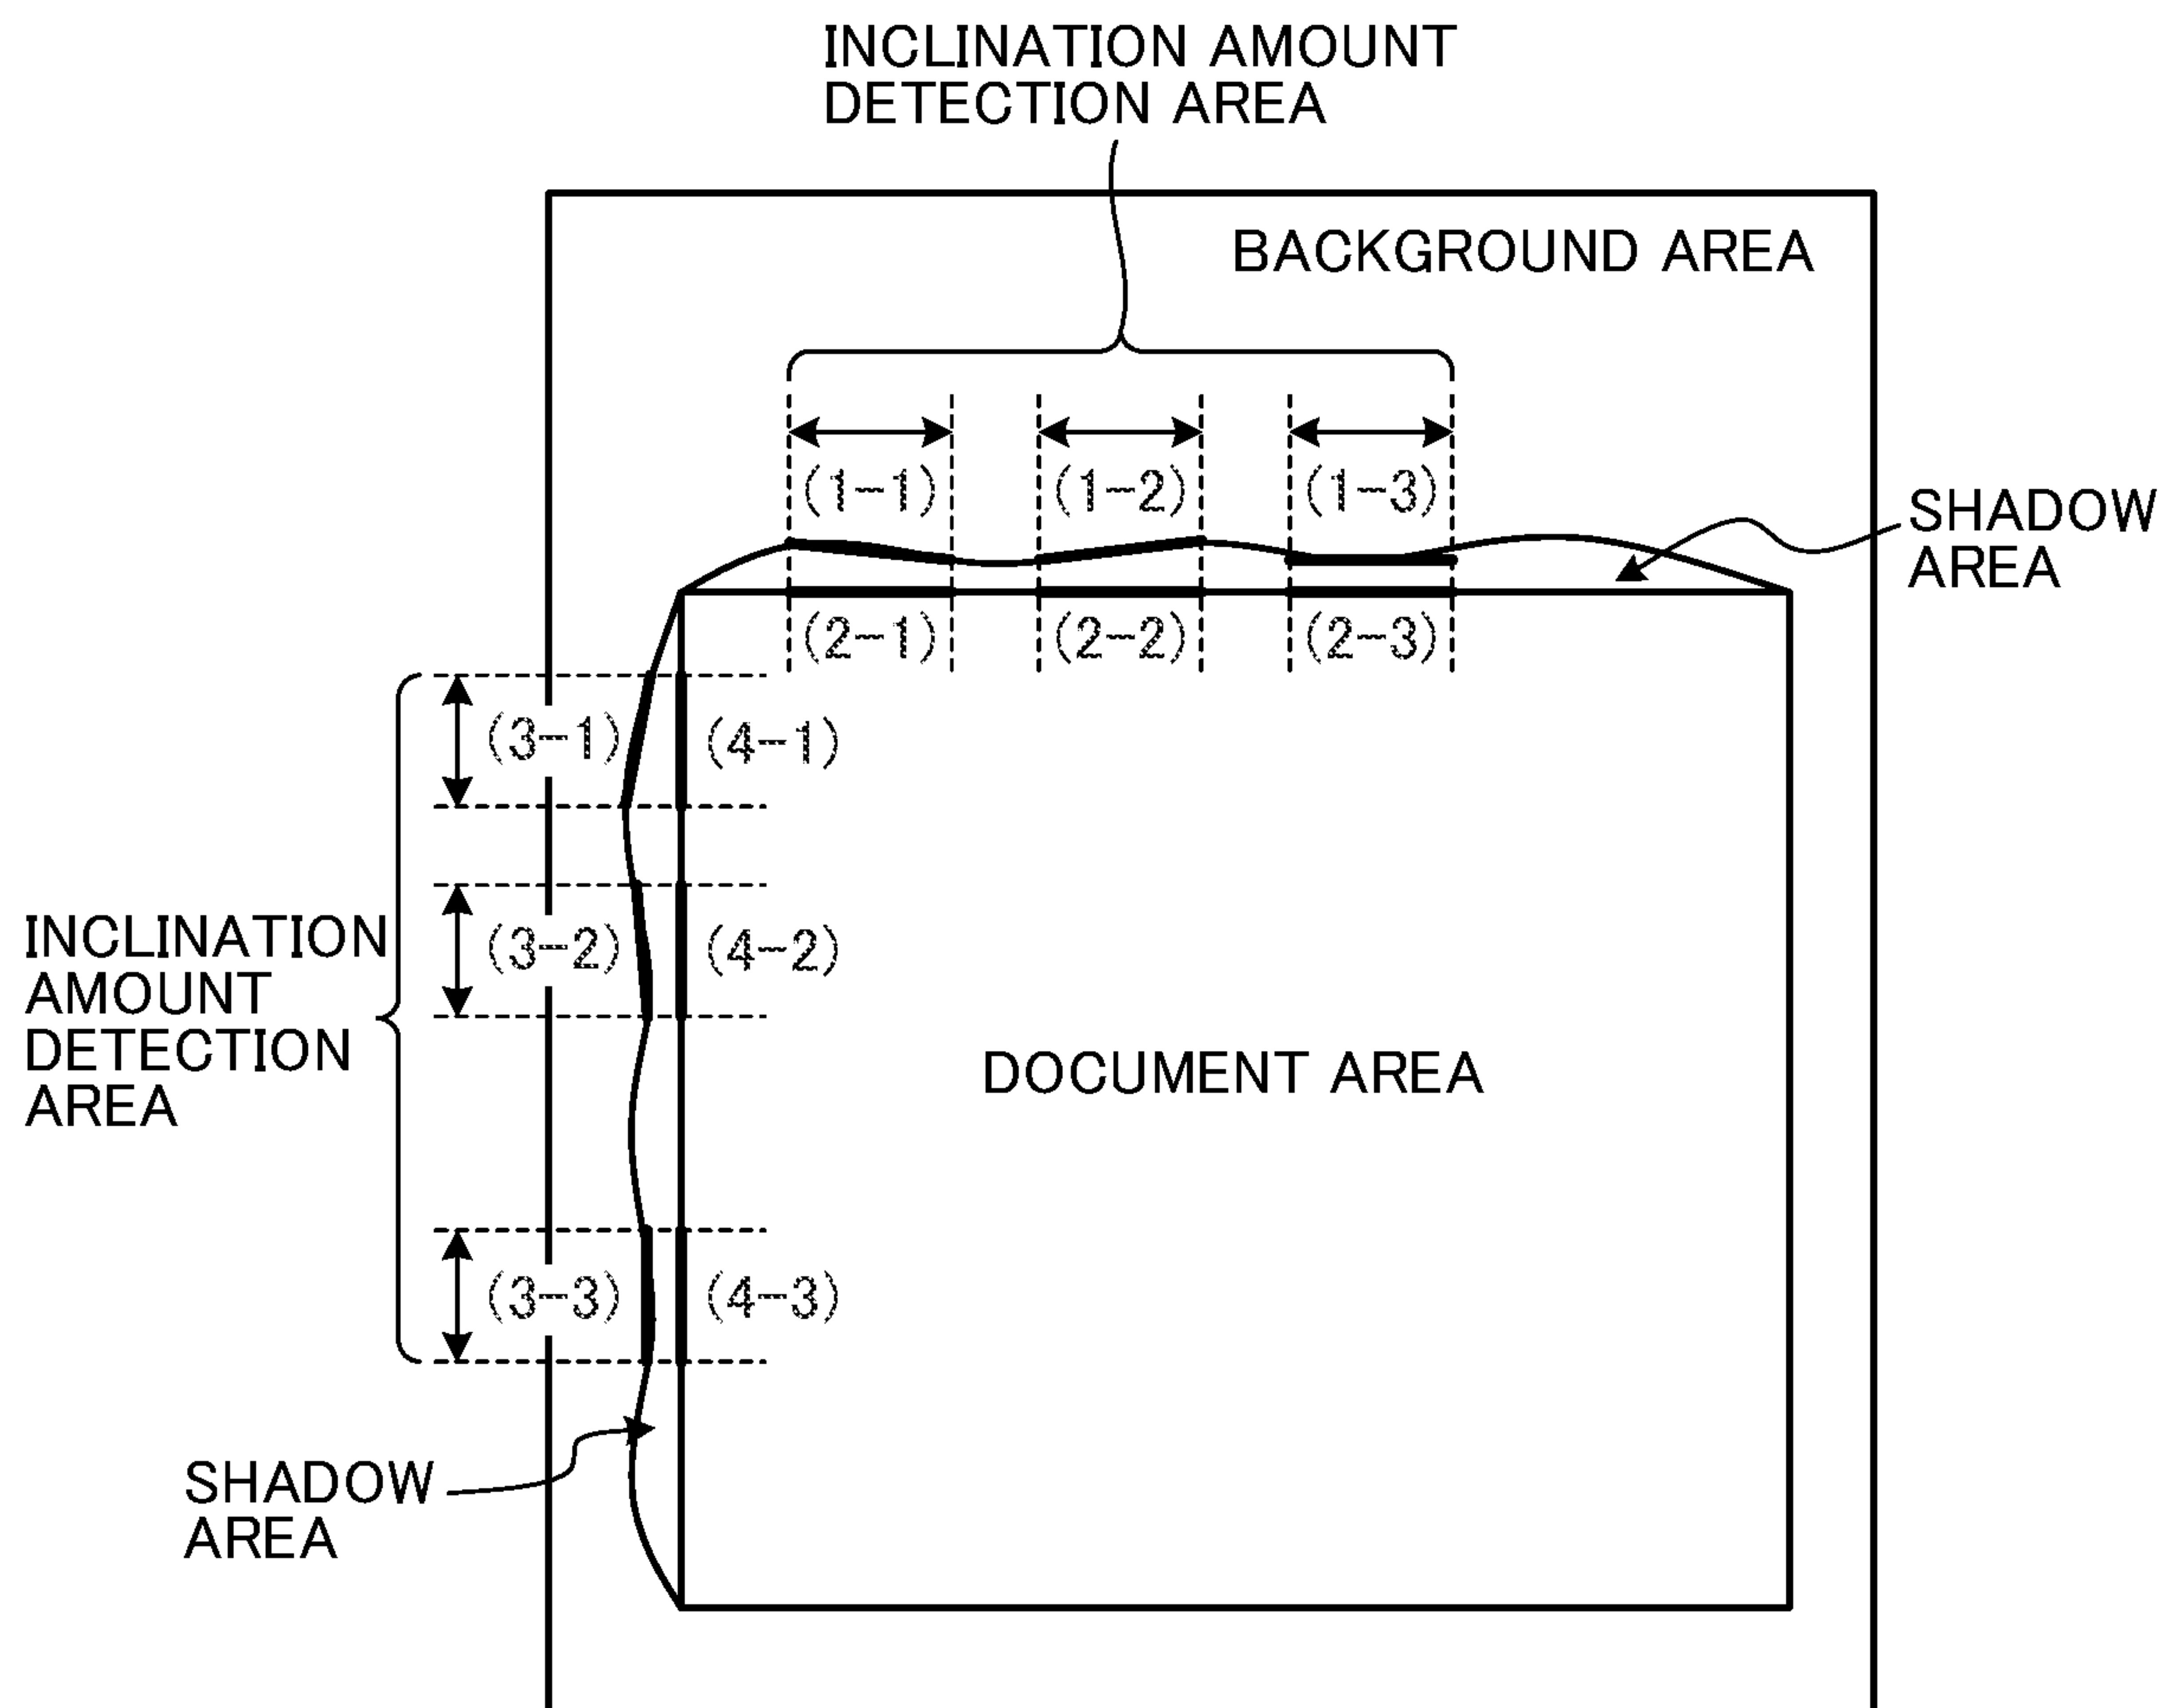 INCLINATION AMOUNT
DETECTION AREA
BACKGROUND AREA
(1-1)
(1-2)
(1-3)
SHADOW
AREA
(2-1)
(2-2)
(2-3)
(3-1)
(4-1)
(3-2)
(4-2)
INCLINATION
AMOUNT
DETECTION
AREA
DOCUMENT AREA
(3-3)
(4-3)
SHADOW
AREA